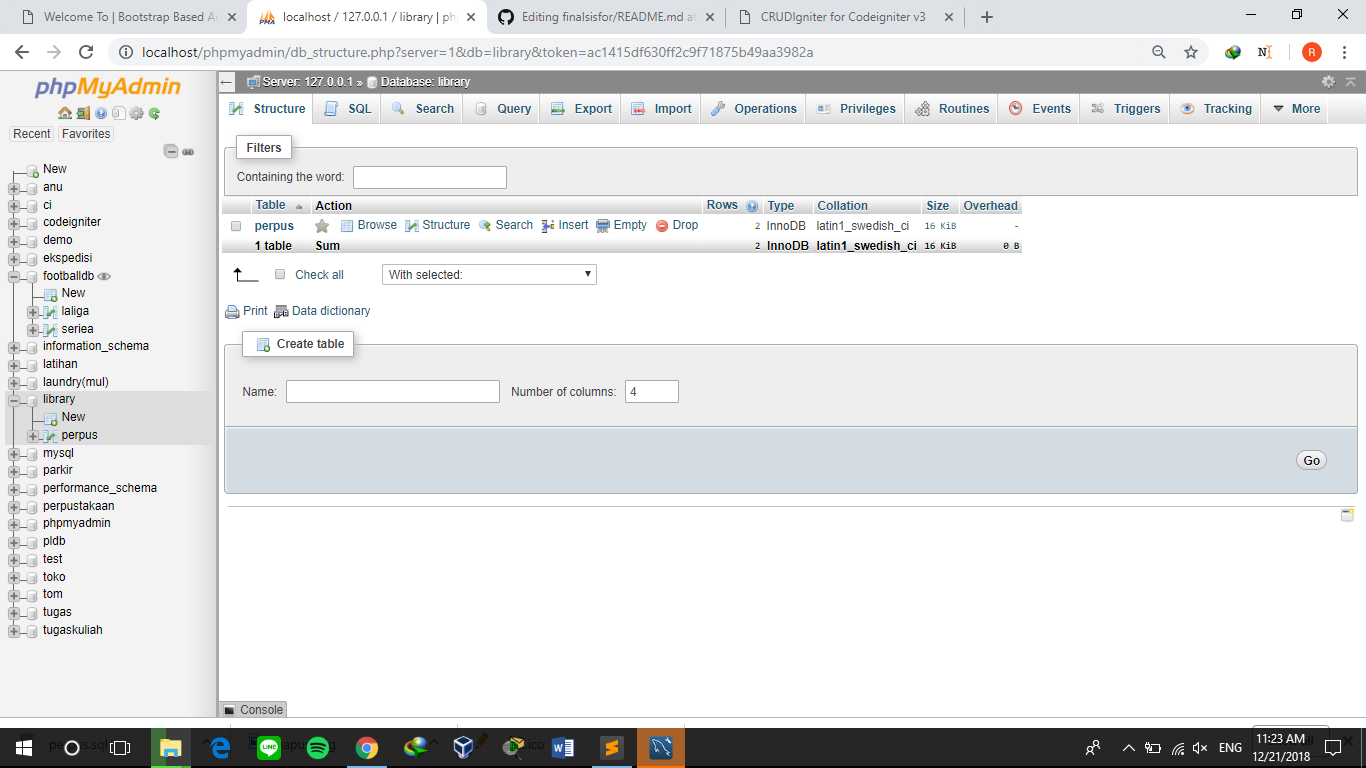 Welcome To | Bootstrap Based A
localhost / 127.0.0.1 / library | ph
Editing finalsisfor/README.md at
CRUDIgniter for Codeigniter v3
localhost/phpmyadmin/db_structure.php?server=1&db=library&token=ac1415df630ff2c9f71875b49aa3982a
R
phpMyAdmin
Recent Favorites
New
anu
ci
codeigniter
demo
ekspedisi
footballdb
New
laliga
seriea
information_schema
latihan
laundry(mul)
library
New
perpus
mysql
parkir
performance_schema
perpustakaan
phpmyadmin
pldb
test
toko
tom
tugas
tugaskuliah
Server: 127.0.0.1 » Database: library
Structure SQL Search Query Export Import Operations Privileges Routines Events Triggers Tracking More
Filters
Containing the word:
Table Action Rows Type Collation Size Overhead
perpus Browse Structure Search Insert Empty Drop 2 InnoDB latin1_swedish_ci 16 KiB -
1 table Sum 2 InnoDB latin1_swedish_ci 16 KiB 0 B
Check all With selected:
Print Data dictionary
Create table
Name: Number of columns: 4
Go
Console
ENG
11:23 AM
12/21/2018